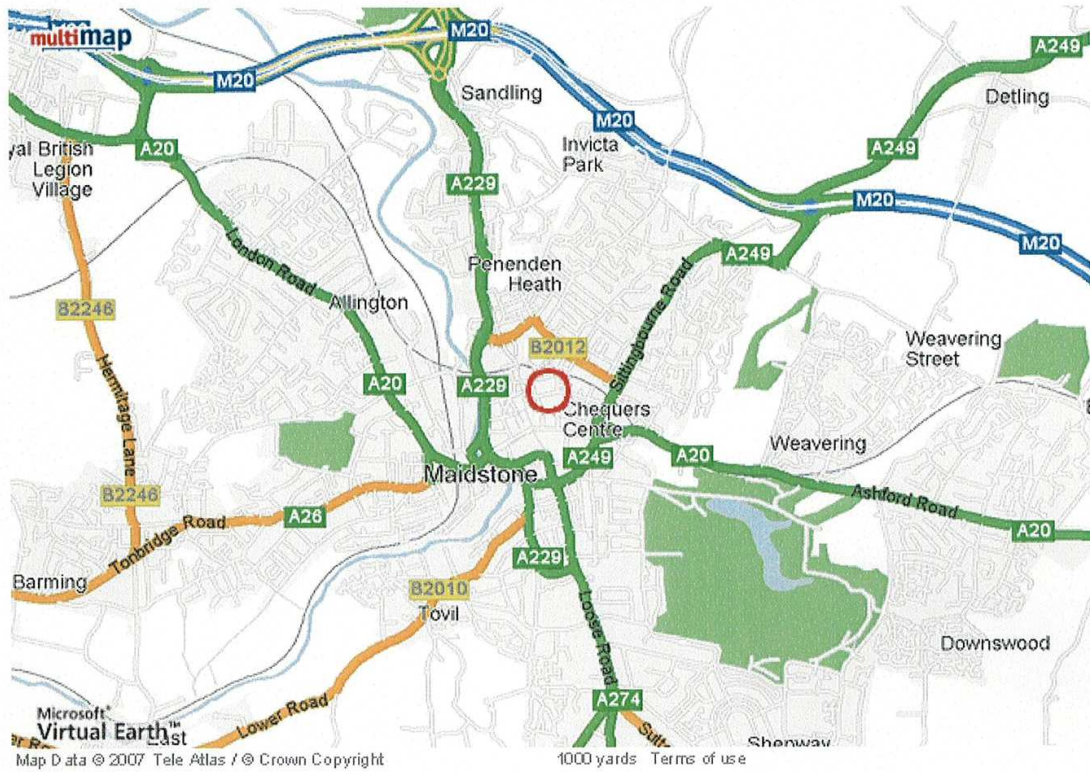 multimap
M20
M20
A249
Sandling
Detling
M20
Invicta
Park
A249
A20
yal British
Legion
Village
A229
M20
M20
A249
London Road
Penenden
Heath
Allington
Sittingbourne Road
B2246
Weavering
Street
B2012
Hermitage Lane
A20
A229
Chequers
Centre
Weavering
A249
A20
Maidstone
Ashford Road
B2246
A26
A20
Tonbridge Road
A229
Barming
B2010
Tovil
Loose Road
Downswood
A274
Microsoft®
Virtual Earth™
East
Lower Road
Sutto
Shepway
Map Data © 2007 Tele Atlas / © Crown Copyright
1000 yards Terms of use